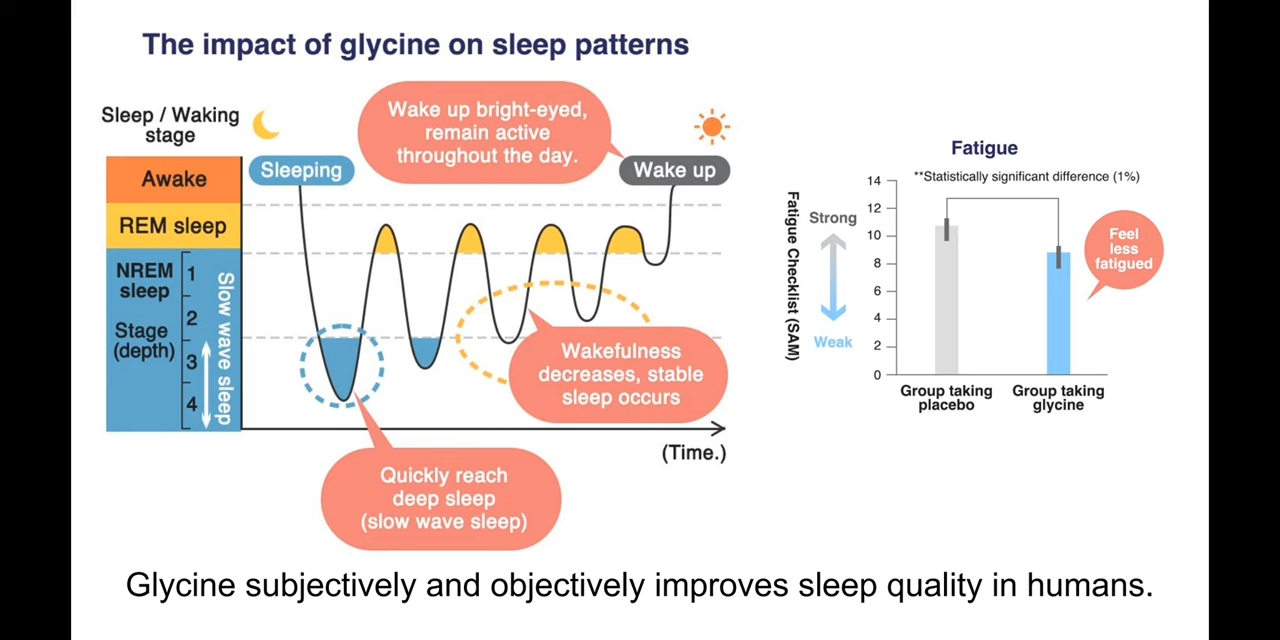 The impact of glycine on sleep patterns
Sleep / Waking
stage
Sleeping
Wake up bright-eyed,
remain active
throughout the day.
Wake up
Awake
REM sleep
NREM
sleep
Stage
(depth)
1
2
3
4
Slow wave sleep
Wakefulness
decreases, stable
sleep occurs
(Time.)
Quickly reach
deep sleep
(slow wave sleep)
Fatigue
**Statistically significant difference (1%)
Fatigue Checklist (SAM)
Strong
Weak
14
12
10
8
6
4
2
0
Feel
less
fatigued
Group taking
placebo
Group taking
glycine
Glycine subjectively and objectively improves sleep quality in humans.